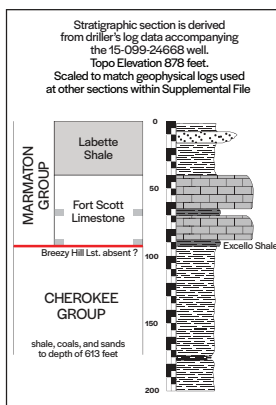 Stratigraphic section is derived
from driller's log data accompanying
the 15-099-24668 well.
Topo Elevation 878 feet.
Scaled to match geophysical logs used
at other sections within Supplemental File
MARMATON
GROUP
Labette
Shale
Fort Scott
Limestone
Breezy Hill Lst. absent ?
CHEROKEE
GROUP
shale, coals, and sands
to depth of 613 feet
0
50
Excello Shale
100
150
200